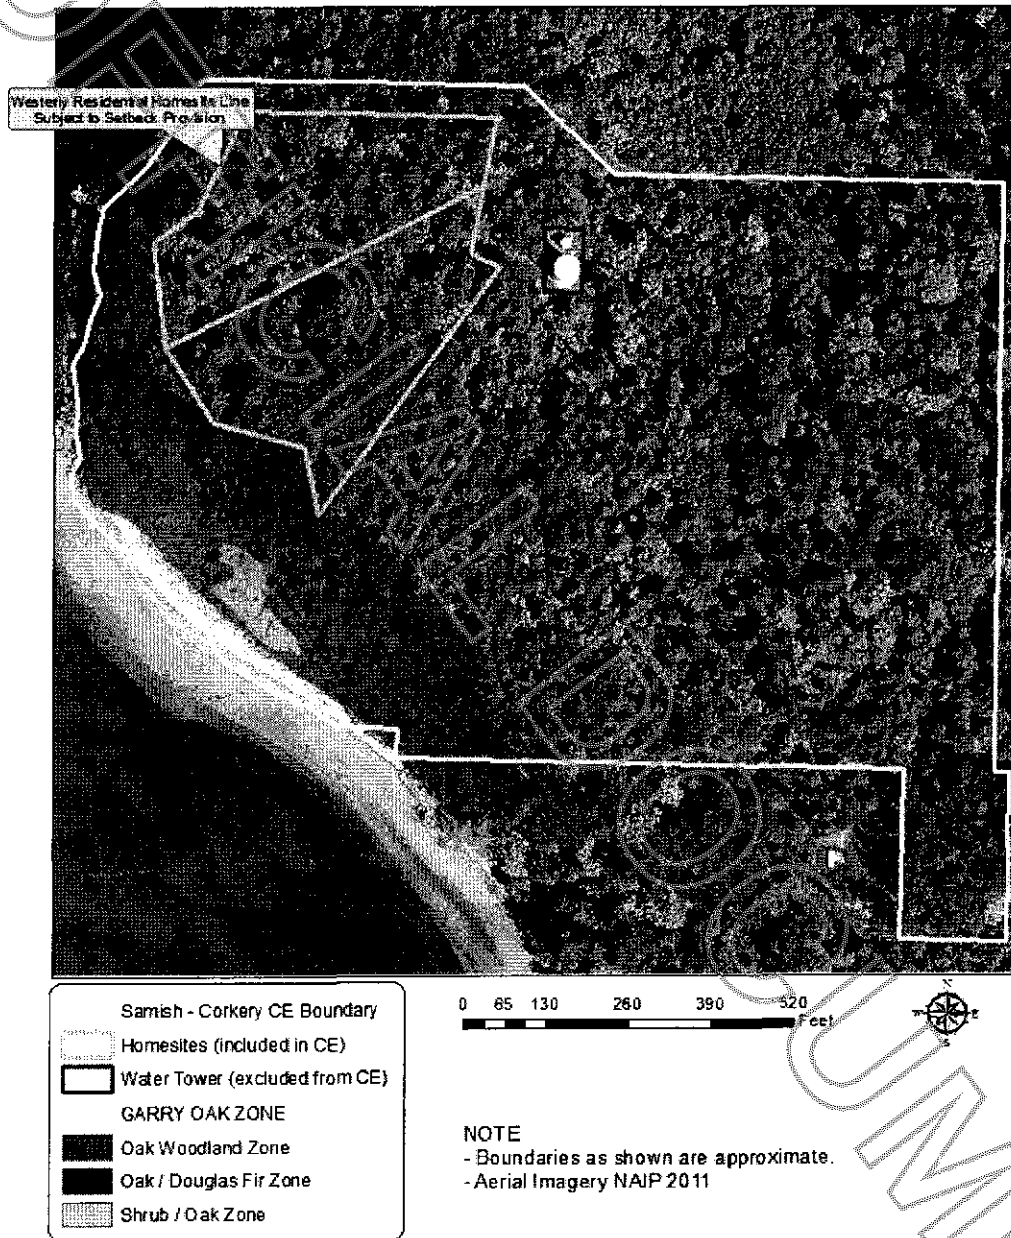 Westerly Residential Homesite Line
Subject to Setback Provision
Samish - Corkery CE Boundary
Homesites (included in CE)
Water Tower (excluded from CE)
GARRY OAK ZONE
Oak Woodland Zone
Oak / Douglas Fir Zone
Shrub / Oak Zone
0 65 130 260 390 520
Feet
N
W E
S
NOTE
- Boundaries as shown are approximate.
- Aerial Imagery NAIP 2011